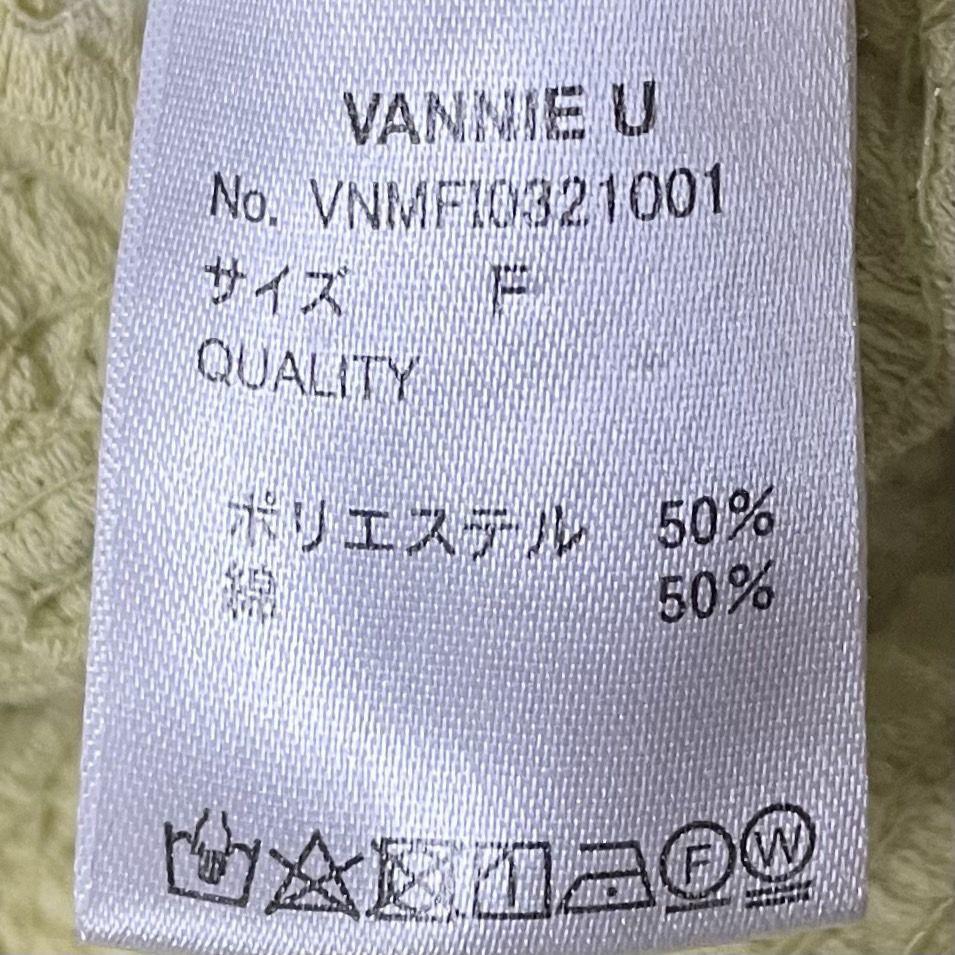 VANNIE U
No. VNMFI0321001
サイズ F
QUALITY
ポリエステル 50%
綿 50%
F W